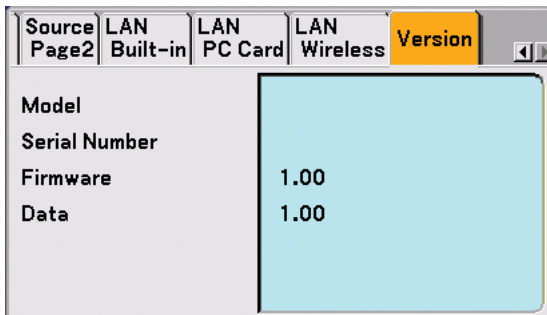 Source LAN LAN LAN Version
Page2 Built-in PC Card Wireless
Model
Serial Number
Firmware 1.00
Data 1.00